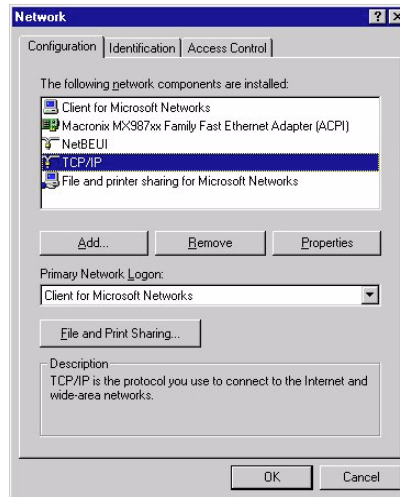 Network
Configuration Identification Access Control
The following network components are installed:
Client for Microsoft Networks
Macronix MX987xx Family Fast Ethernet Adapter (ACPI)
NetBEUI
TCP/IP
File and printer sharing for Microsoft Networks
Add... Remove Properties
Primary Network Logon:
Client for Microsoft Networks
File and Print Sharing...
Description
TCP/IP is the protocol you use to connect to the Internet and
wide-area networks.
OK Cancel